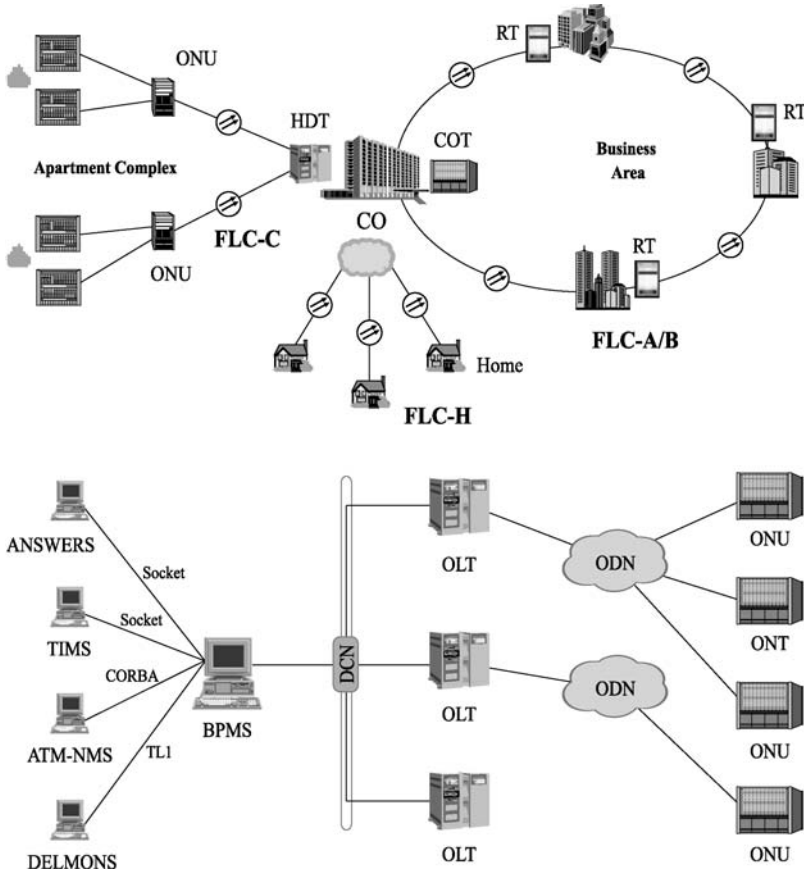 ONU
RT
HDT
RT
COT
Apartment Complex
Business
Area
CO
FLC-C
ONU
RT
FLC-A/B
Home
FLC-H
ANSWERS
Socket
TIMS
Socket
CORBA
ATM-NMS
TL1
DELMONS
BPMS
DCN
OLT
OLT
OLT
ODN
ODN
ONU
ONT
ONU
ONU